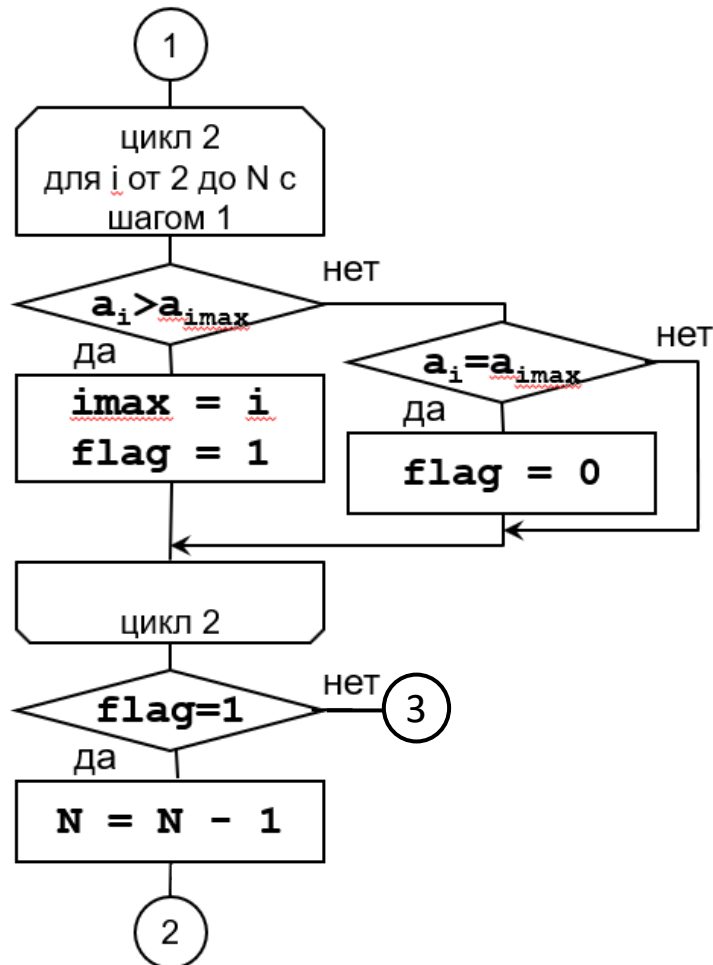 1
цикл 2
для i от 2 до N с
шагом 1
нет
aᵢ>aᵢₘₐₓ
да
нет
aᵢ=aᵢₘₐₓ
да
imax = i
flag = 1
flag = 0
цикл 2
нет
flag=1
3
да
N = N - 1
2